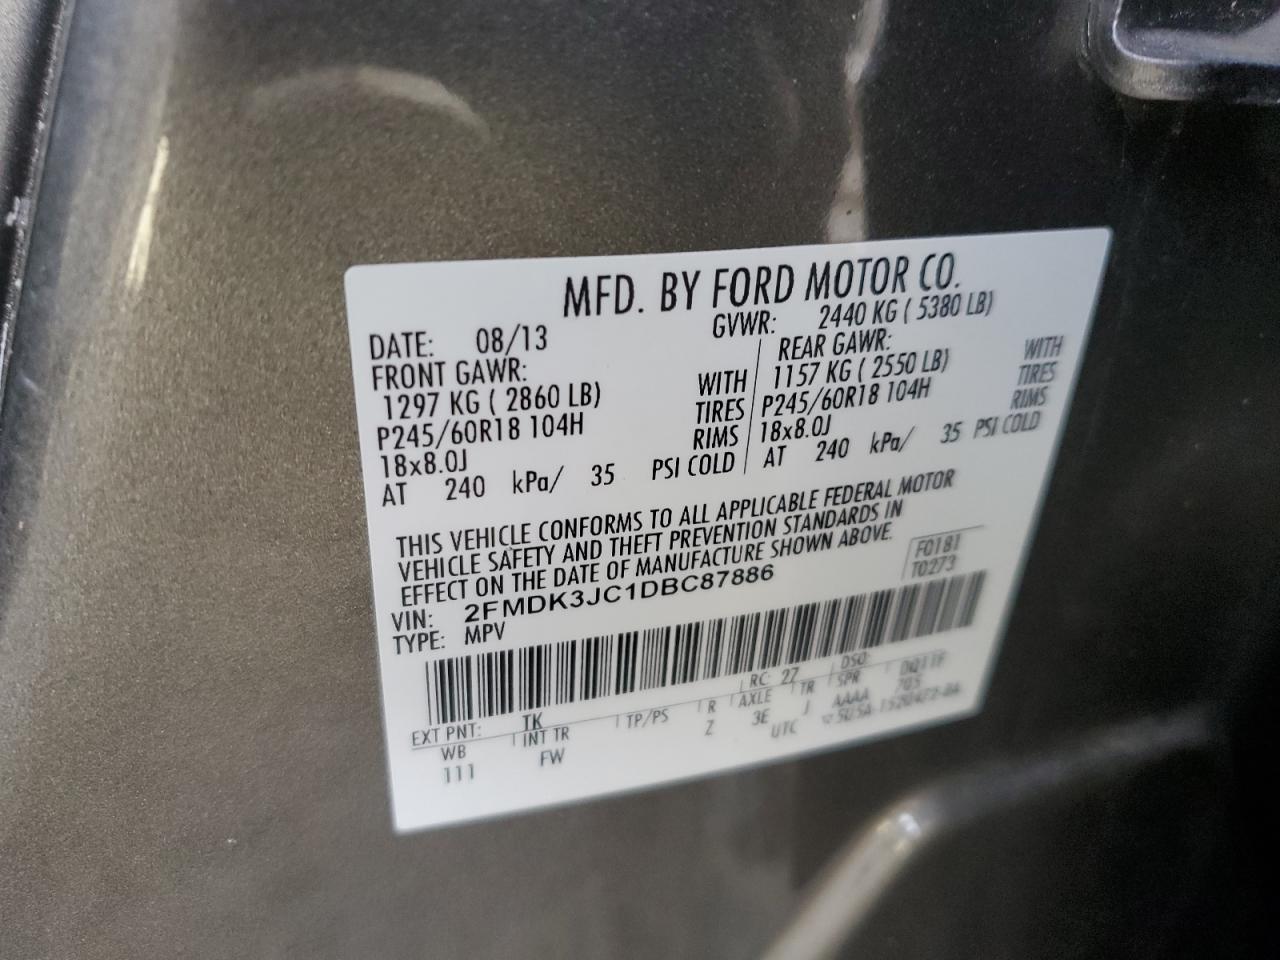 MFD. BY FORD MOTOR CO.
DATE: 08/13 GVWR: 2440 KG ( 5380 LB)
FRONT GAWR: REAR GAWR:
1297 KG ( 2860 LB) WITH 1157 KG ( 2550 LB) WITH
P245/60R18 104H TIRES P245/60R18 104H TIRES
18x8.0J RIMS 18x8.0J RIMS
AT 240 kPa/ 35 PSI COLD AT 240 kPa/ 35 PSI COLD
THIS VEHICLE CONFORMS TO ALL APPLICABLE FEDERAL MOTOR
VEHICLE SAFETY AND THEFT PREVENTION STANDARDS IN
EFFECT ON THE DATE OF MANUFACTURE SHOWN ABOVE.
F0181
T0273
VIN: 2FMDK3JC1DBC87886
TYPE: MPV
EXT PNT: TK RC: 27 DSO:
WB INT TR TP/PS R AXLE TR SPR DQ11F
111 FW Z 3E J AAAA 705
UTC